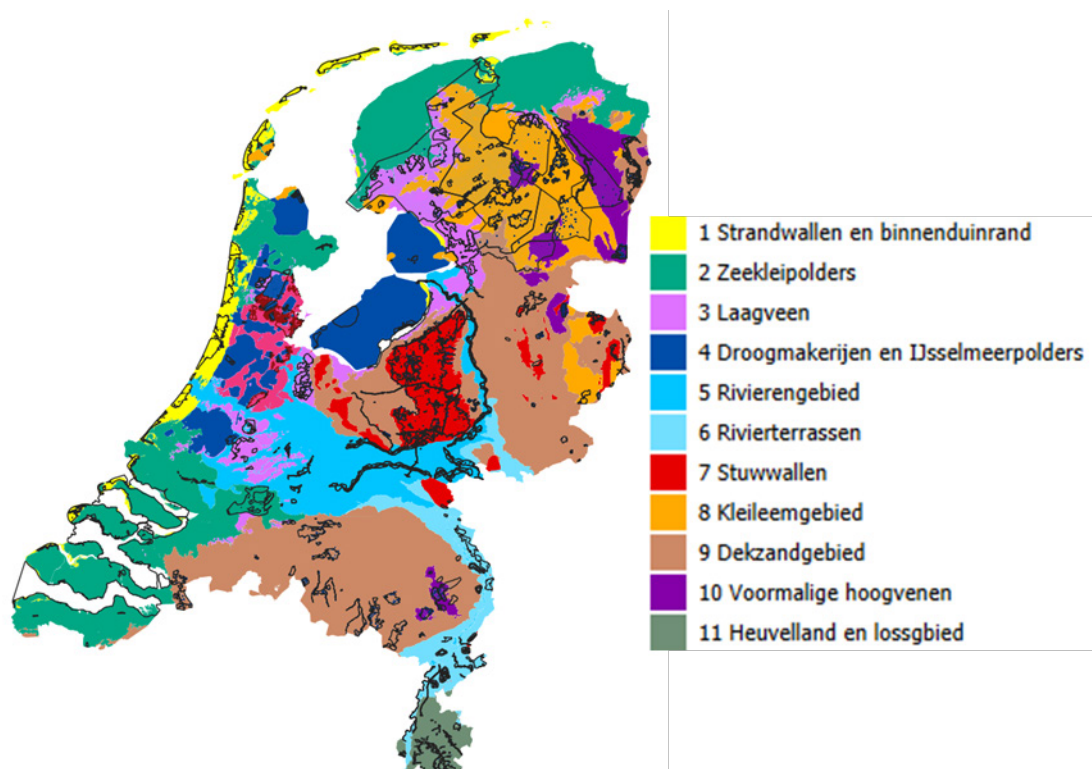 1 Strandwallen en binnenduinrand
2 Zeekleipolders
3 Laagveen
4 Droogmakerijen en IJsselmeerpolders
5 Rivierengebied
6 Rivierterrassen
7 Stuwwallen
8 Kleileemgebied
9 Dekzandgebied
10 Voormalige hoogvenen
11 Heuvelland en lossgbied